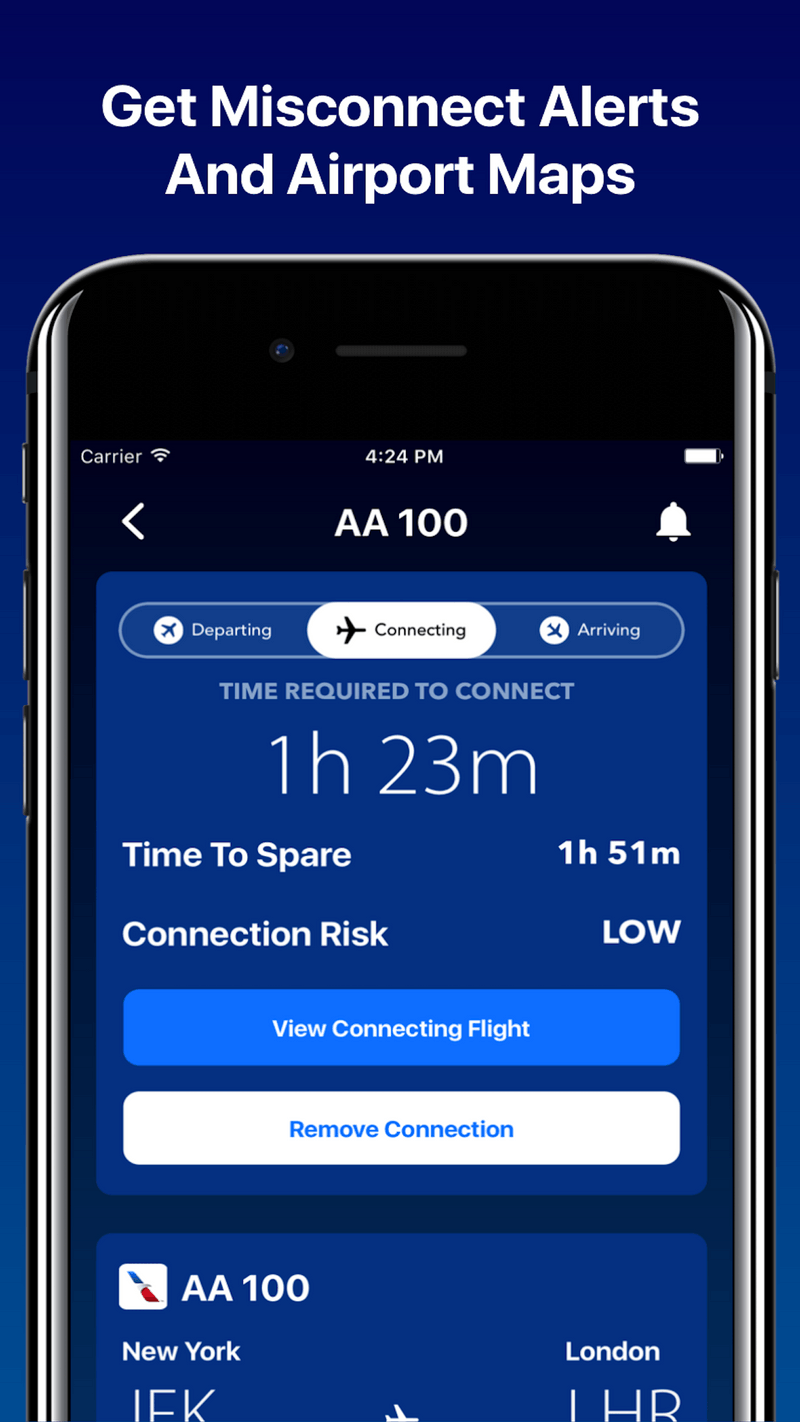 Get Misconnect Alerts
And Airport Maps
Carrier 4:24 PM
AA 100
Departing Connecting Arriving
TIME REQUIRED TO CONNECT
1h 23m
Time To Spare 1h 51m
Connection Risk LOW
View Connecting Flight
Remove Connection
AA 100
New York London
JFK LHR